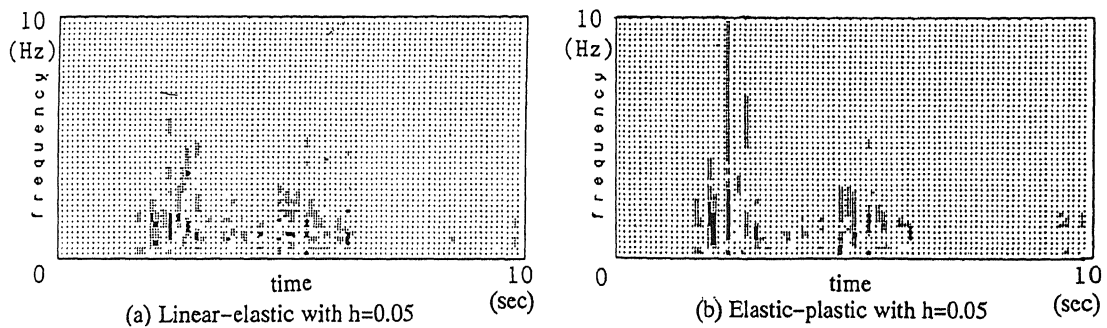 10
(Hz)
frequency
0
time
10
(sec)
(a) Linear-elastic with h=0.05
10
(Hz)
frequency
0
time
10
(sec)
(b) Elastic-plastic with h=0.05